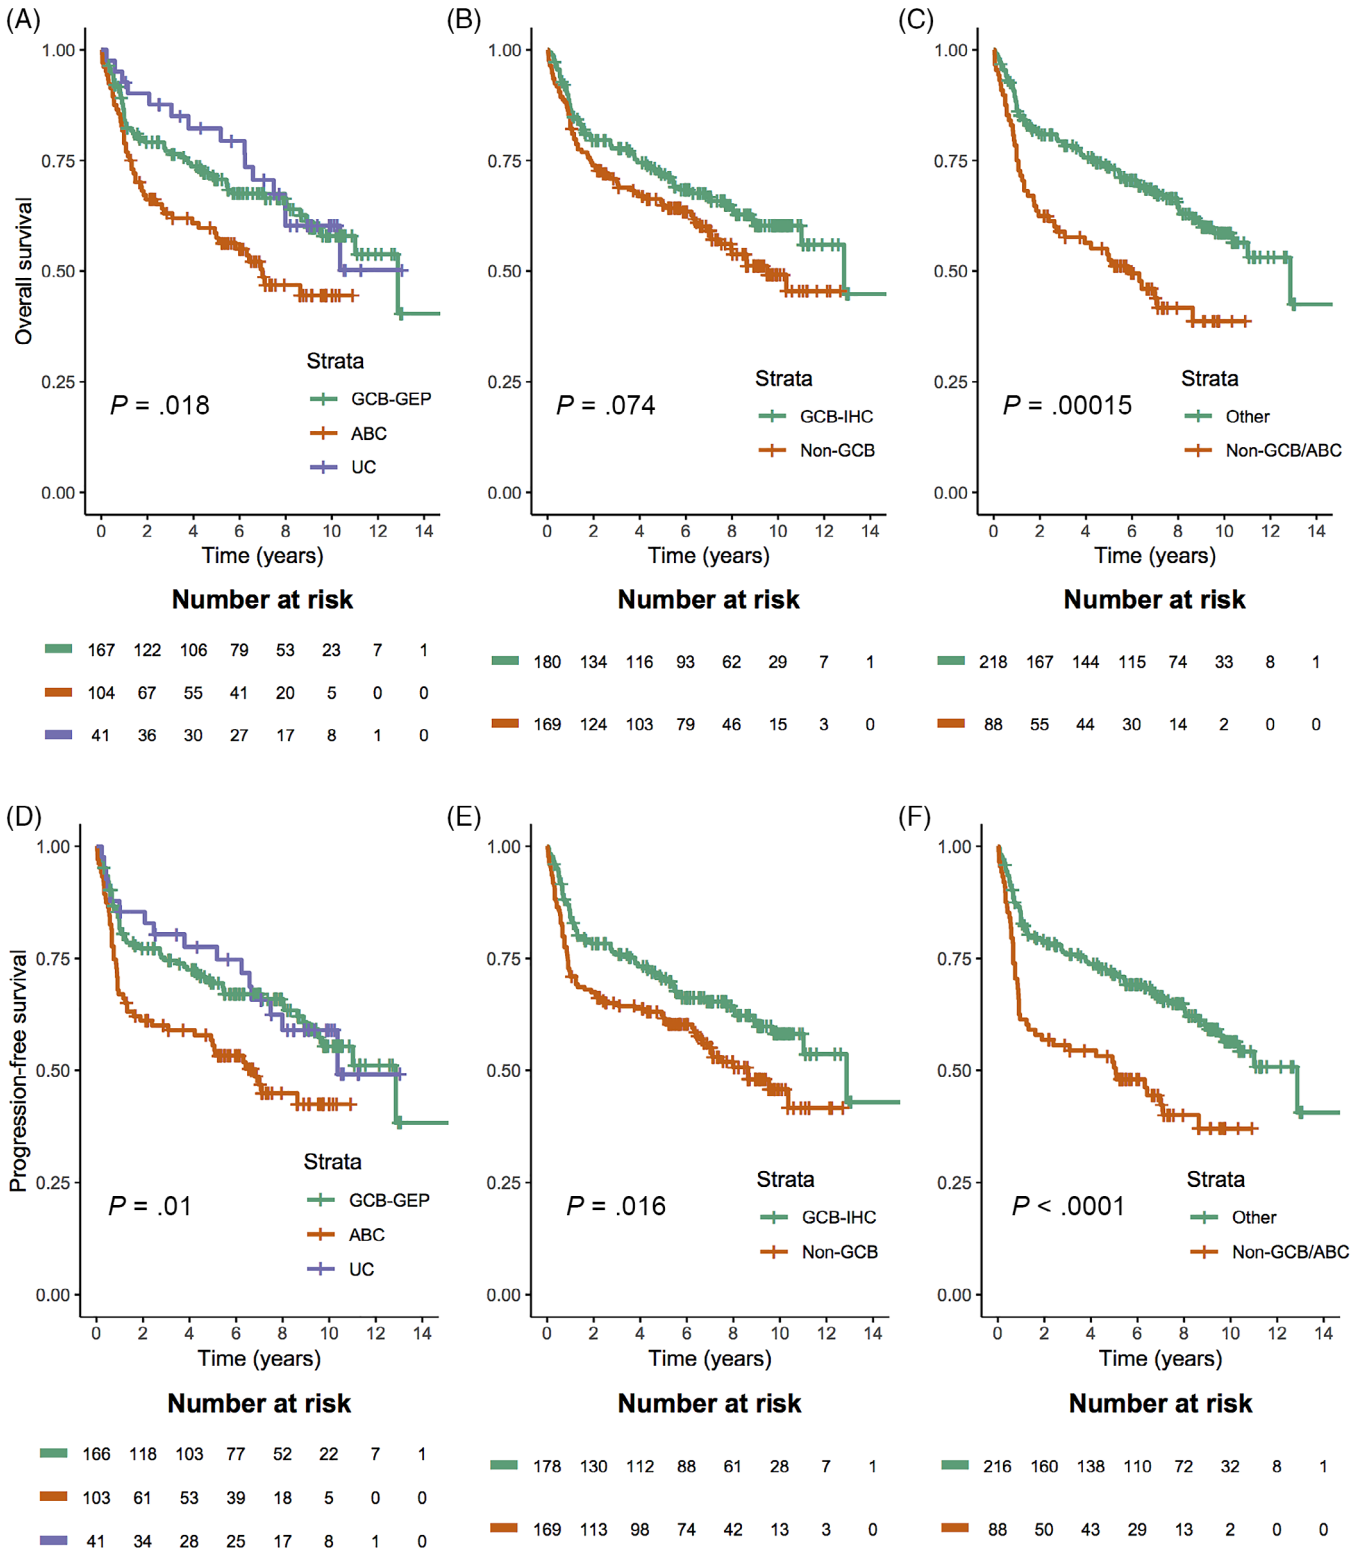 (A)
Overall survival
1.00
0.75
0.50
0.25
0.00
P = .018
Strata
GCB-GEP
ABC
UC
0 2 4 6 8 10 12 14
Time (years)
Number at risk
167 122 106 79 53 23 7 1
104 67 55 41 20 5 0 0
41 36 30 27 17 8 1 0
(B)
1.00
0.75
0.50
0.25
0.00
P = .074
Strata
GCB-IHC
Non-GCB
0 2 4 6 8 10 12 14
Time (years)
Number at risk
180 134 116 93 62 29 7 1
169 124 103 79 46 15 3 0
(C)
1.00
0.75
0.50
0.25
0.00
P = .00015
Strata
Other
Non-GCB/ABC
0 2 4 6 8 10 12 14
Time (years)
Number at risk
218 167 144 115 74 33 8 1
88 55 44 30 14 2 0 0
(D)
Progression-free survival
1.00
0.75
0.50
0.25
0.00
P = .01
Strata
GCB-GEP
ABC
UC
0 2 4 6 8 10 12 14
Time (years)
Number at risk
166 118 103 77 52 22 7 1
103 61 53 39 18 5 0 0
41 34 28 25 17 8 1 0
(E)
1.00
0.75
0.50
0.25
0.00
P = .016
Strata
GCB-IHC
Non-GCB
0 2 4 6 8 10 12 14
Time (years)
Number at risk
178 130 112 88 61 28 7 1
169 113 98 74 42 13 3 0
(F)
1.00
0.75
0.50
0.25
0.00
P < .0001
Strata
Other
Non-GCB/ABC
0 2 4 6 8 10 12 14
Time (years)
Number at risk
216 160 138 110 72 32 8 1
88 50 43 29 13 2 0 0